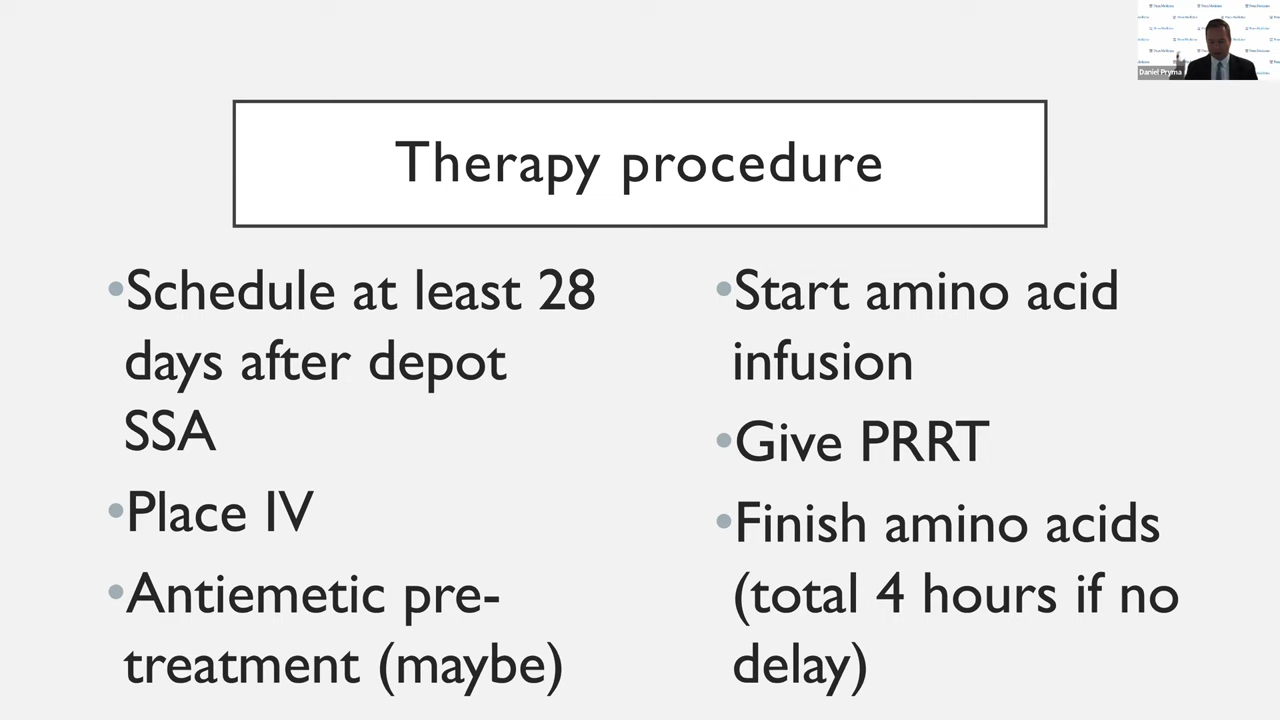 Therapy procedure
•Schedule at least 28
days after depot
SSA
•Place IV
•Antiemetic pre-
treatment (maybe)
•Start amino acid
infusion
•Give PRRT
•Finish amino acids
(total 4 hours if no
delay)
Daniel Pryma